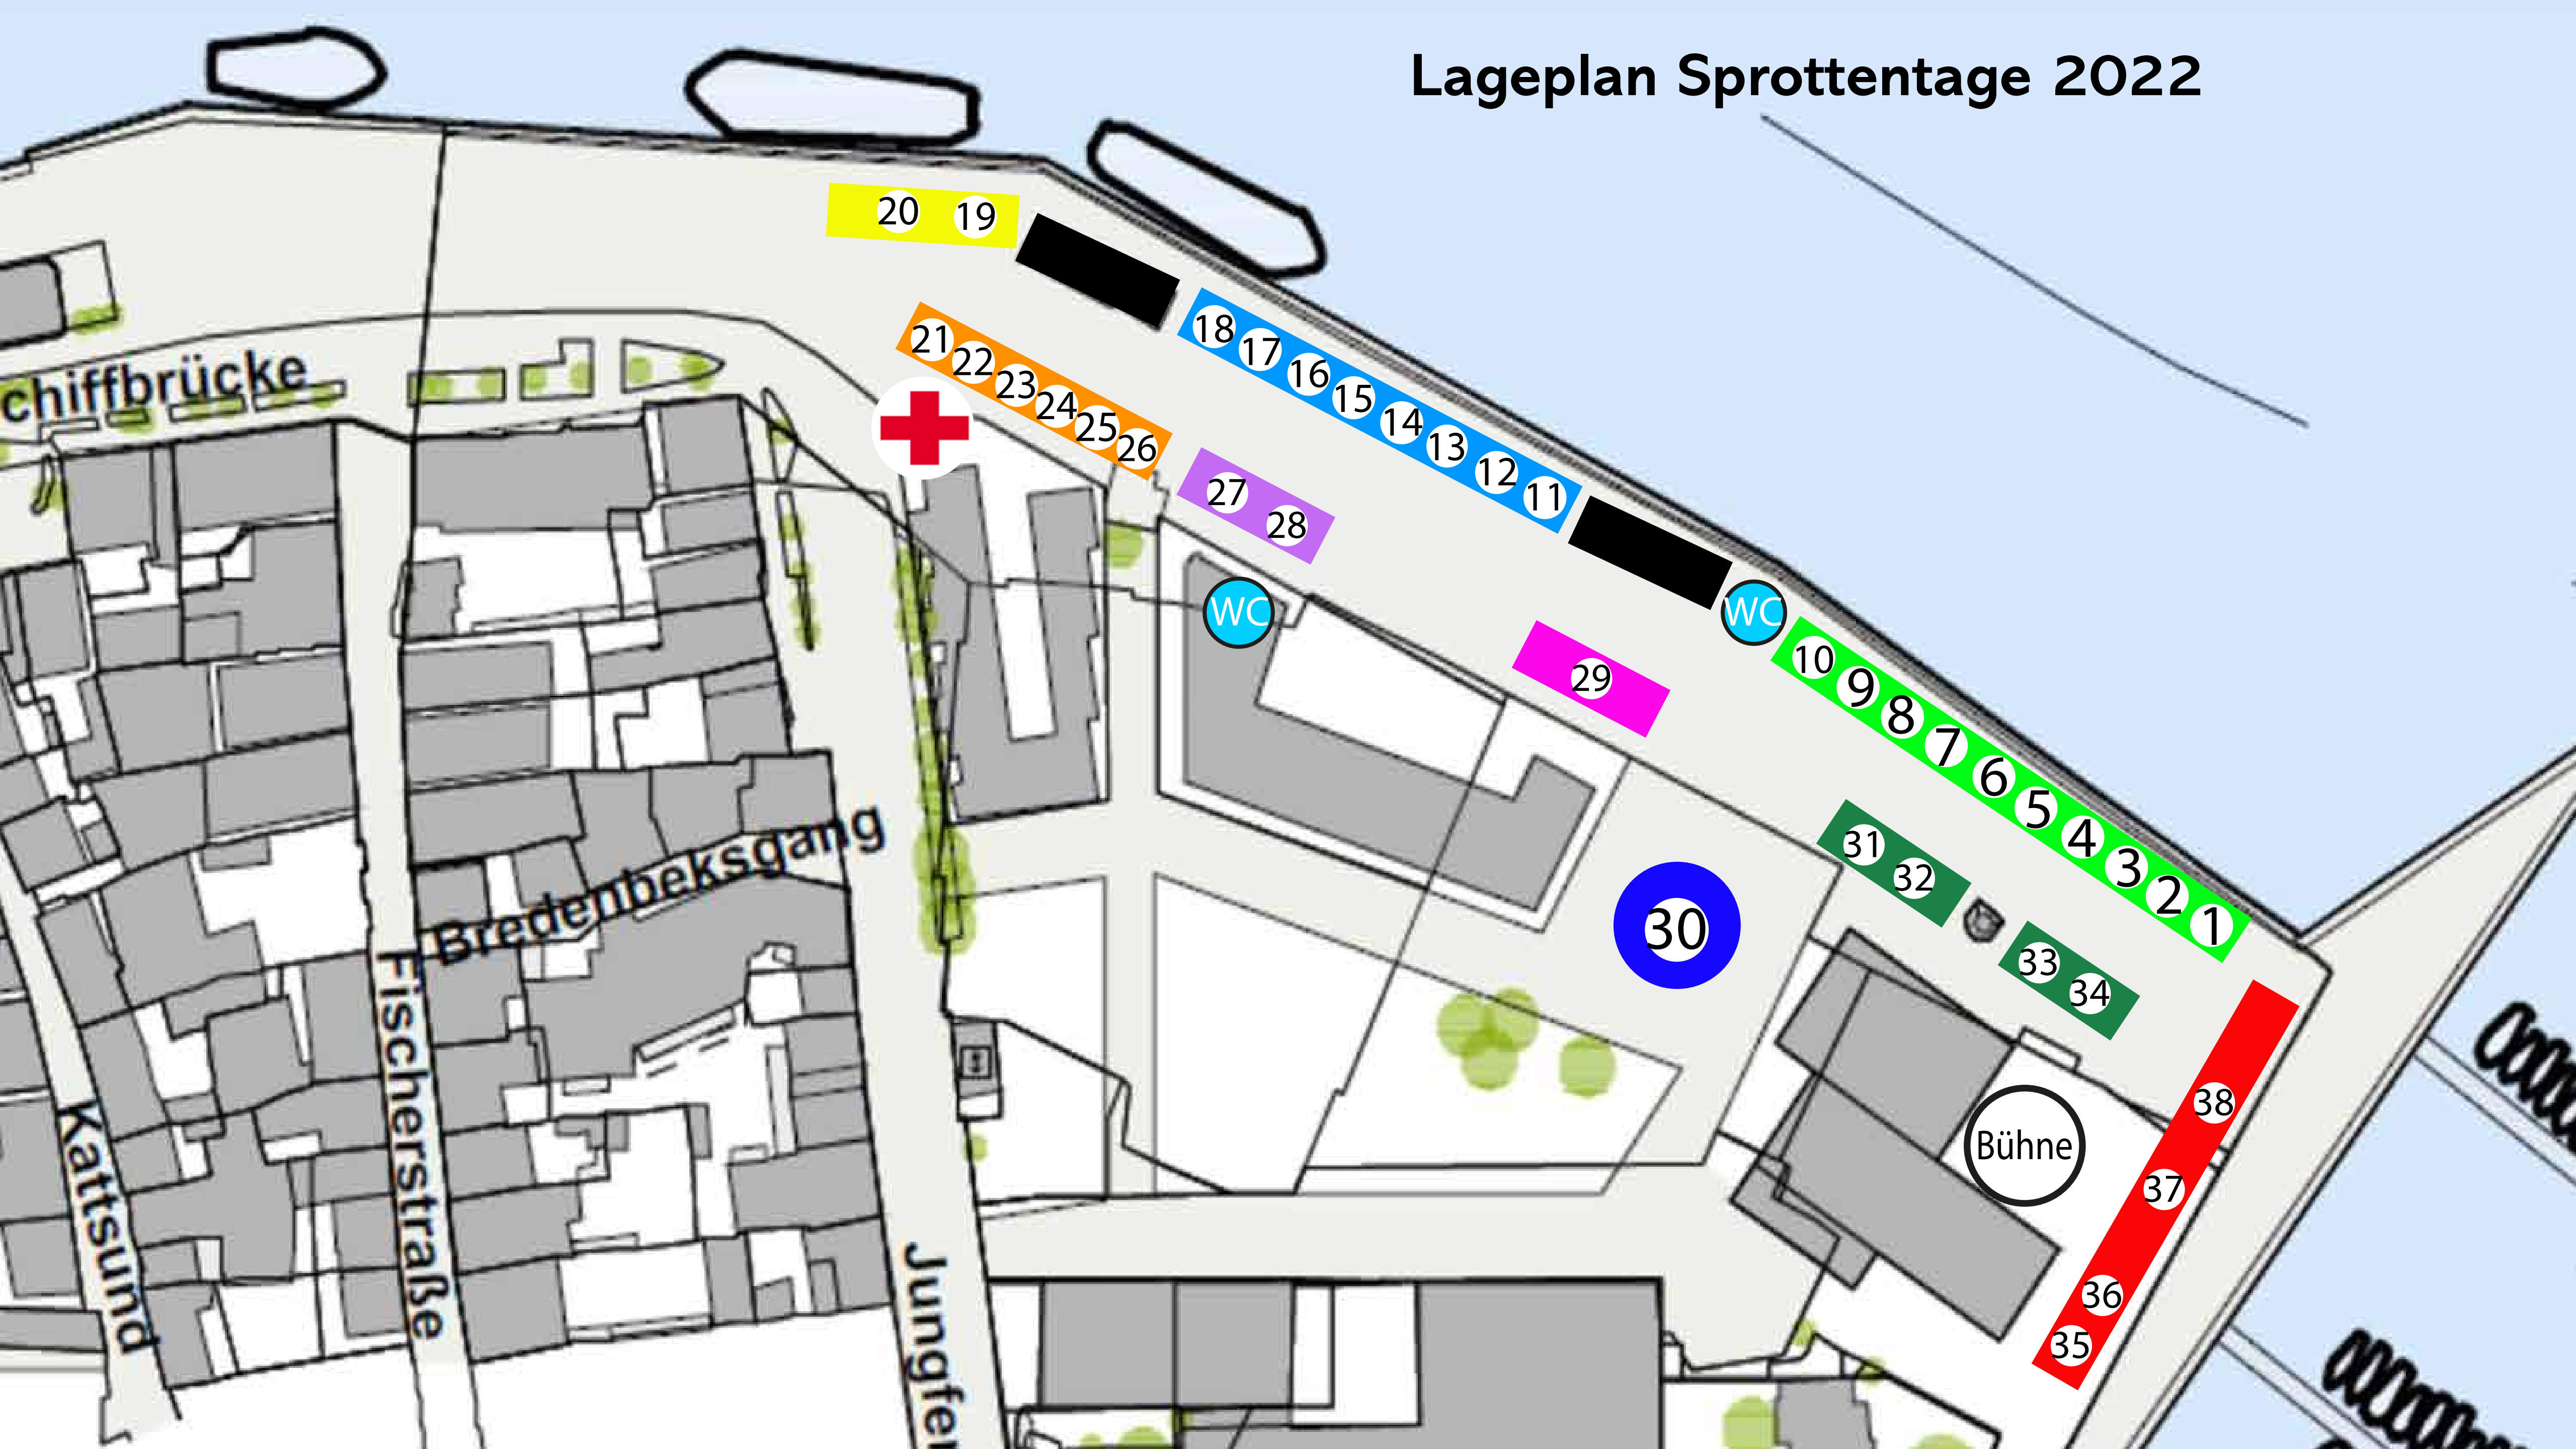 Lageplan Sprottentage 2022
20 19
18 17 16 15 14 13 12 11
21 22 23 24 25 26
27 28
WC
WC
29
10 9 8 7 6 5 4 3 2 1
30
31 32
33 34
38
37
36
35
Bühne
chiffbrücke
Bredenbeksgang
Fischerstraße
Kattsund
Jungfer